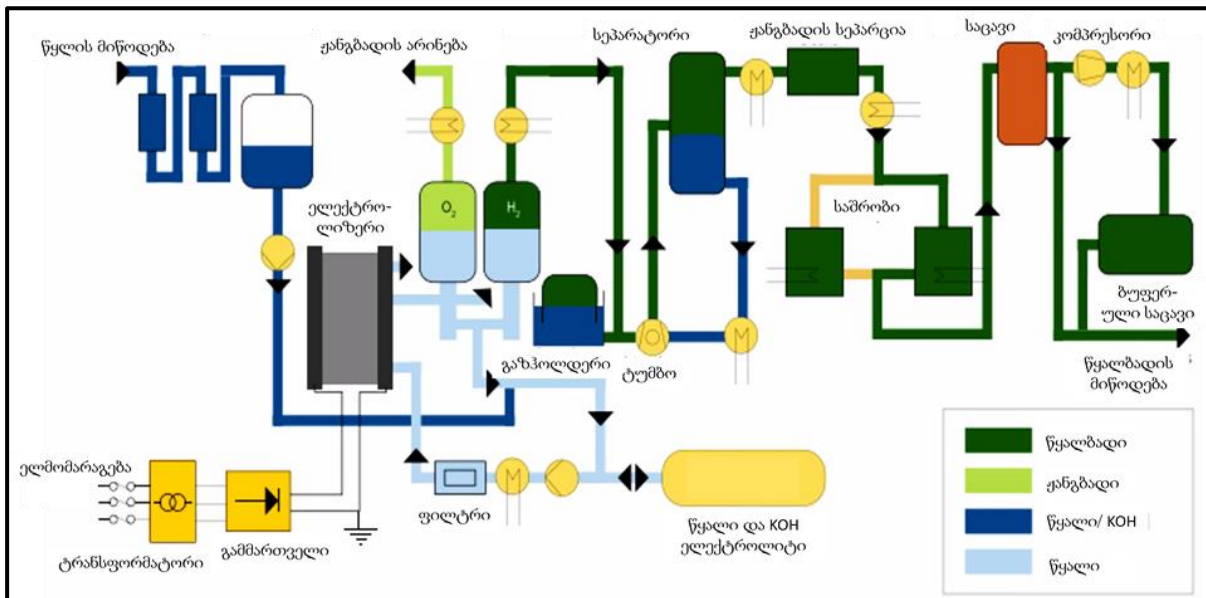 წყლის მიწოდება
ჟანგბადის არინება
სეპარატორი
ჟანგბადის სეპარცია
საცავი
კომპრესორი
ელექტრო-
ლიზერი
O₂
H₂
საშრობი
გაზჰოლდერი
ტუმბო
ბუფერ-
ული საცავი
წყალბადის
მიწოდება
ელმომარაგება
ტრანსფორმატორი
გამმართველი
ფილტრი
წყალი და KOH
ელექტროლიტი
წყალბადი
ჟანგბადი
წყალი/ KOH
წყალი